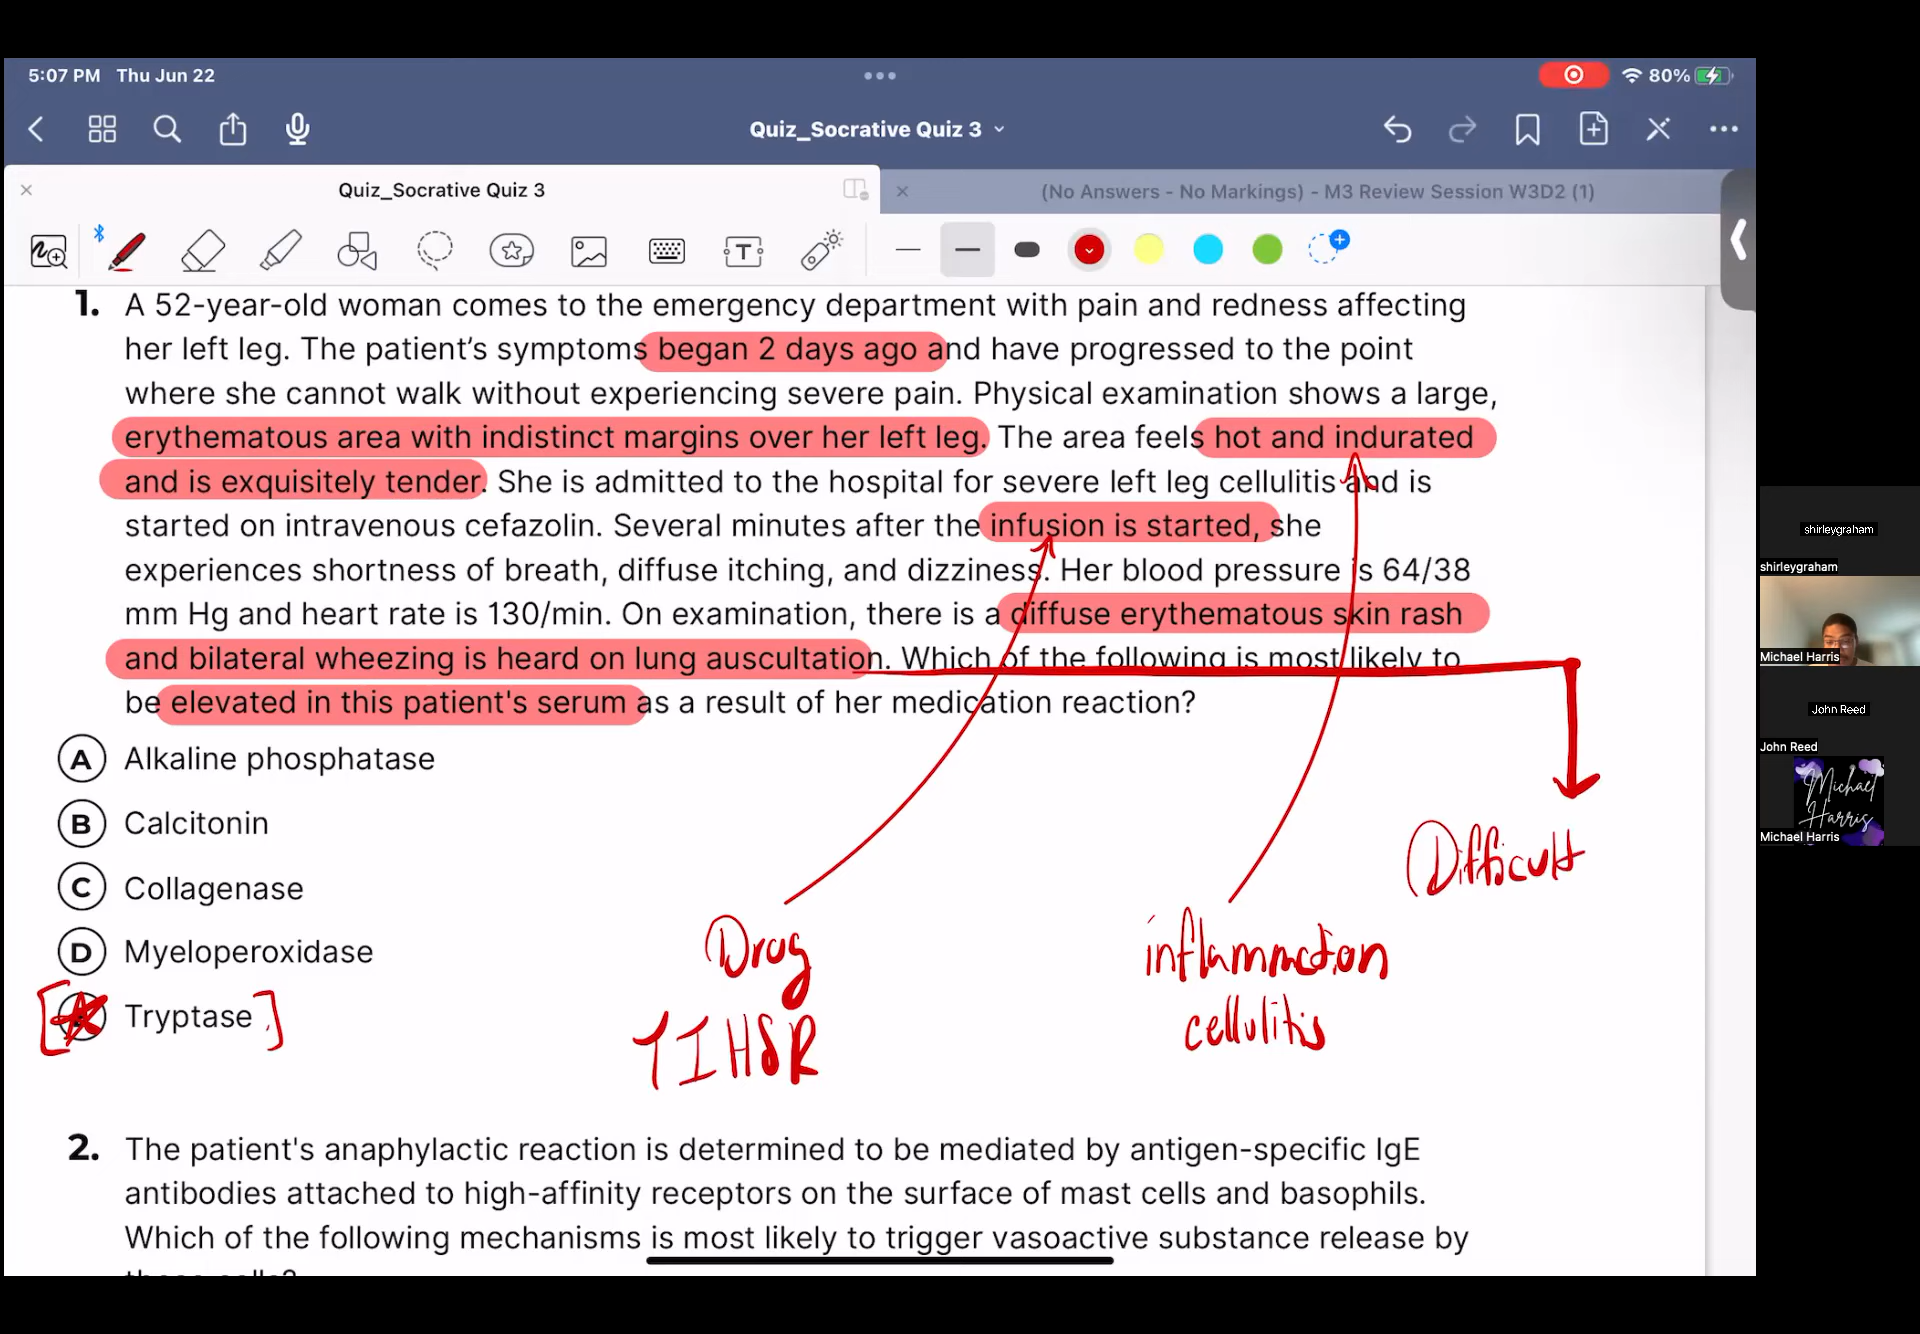 5:07 PM Thu Jun 22
80%
Quiz_Socrative Quiz 3
Quiz_Socrative Quiz 3
(No Answers - No Markings) - M3 Review Session W3D2 (1)
1. A 52-year-old woman comes to the emergency department with pain and redness affecting
her left leg. The patient's symptoms began 2 days ago and have progressed to the point
where she cannot walk without experiencing severe pain. Physical examination shows a large,
erythematous area with indistinct margins over her left leg. The area feels hot and indurated
and is exquisitely tender. She is admitted to the hospital for severe left leg cellulitis and is
started on intravenous cefazolin. Several minutes after the infusion is started, she
experiences shortness of breath, diffuse itching, and dizziness. Her blood pressure is 64/38
mm Hg and heart rate is 130/min. On examination, there is a diffuse erythematous skin rash
and bilateral wheezing is heard on lung auscultation. Which of the following is most likely to
be elevated in this patient's serum as a result of her medication reaction?
A Alkaline phosphatase
B Calcitonin
C Collagenase
D Myeloperoxidase
Tryptase
Difficult
Drug
TIHSR
inflammation
cellulitis
2. The patient's anaphylactic reaction is determined to be mediated by antigen-specific IgE
antibodies attached to high-affinity receptors on the surface of mast cells and basophils.
Which of the following mechanisms is most likely to trigger vasoactive substance release by
shirleygraham
shirleygraham
Michael Harris
John Reed
John Reed
Michael
Harris
Michael Harris